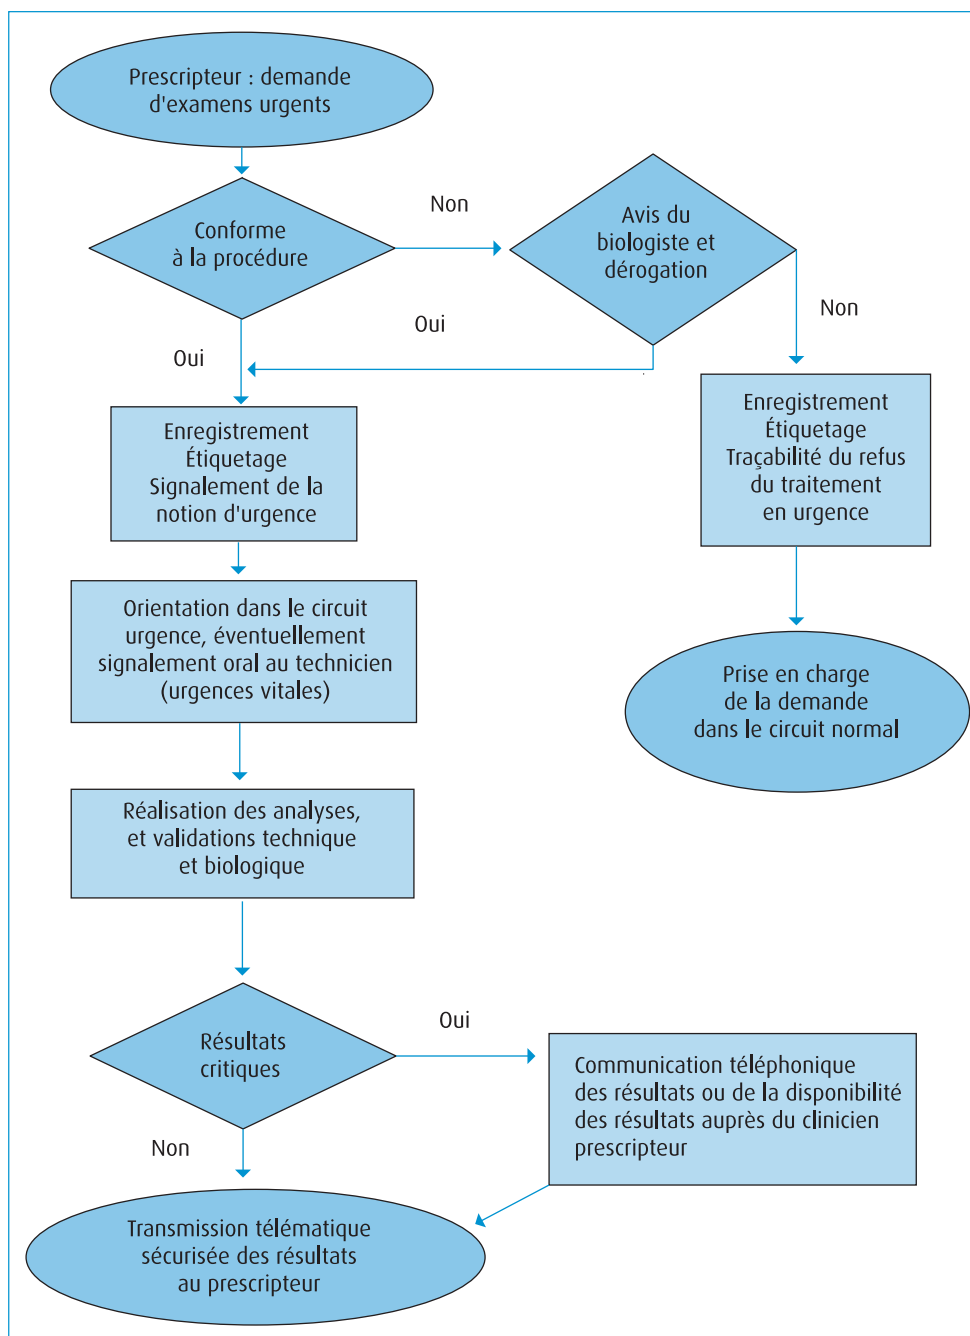 Prescripteur : demande
d'examens urgents
Conforme
à la procédure
Non
Avis du
biologiste et
dérogation
Oui
Oui
Non
Enregistrement
Étiquetage
Signalement de la
notion d'urgence
Enregistrement
Étiquetage
Traçabilité du refus
du traitement
en urgence
Orientation dans le circuit
urgence, éventuellement
signalement oral au technicien
(urgences vitales)
Prise en charge
de la demande
dans le circuit normal
Réalisation des analyses,
et validations technique
et biologique
Résultats
critiques
Oui
Communication téléphonique
des résultats ou de la disponibilité
des résultats auprès du clinicien
prescripteur
Non
Transmission télématique
sécurisée des résultats
au prescripteur